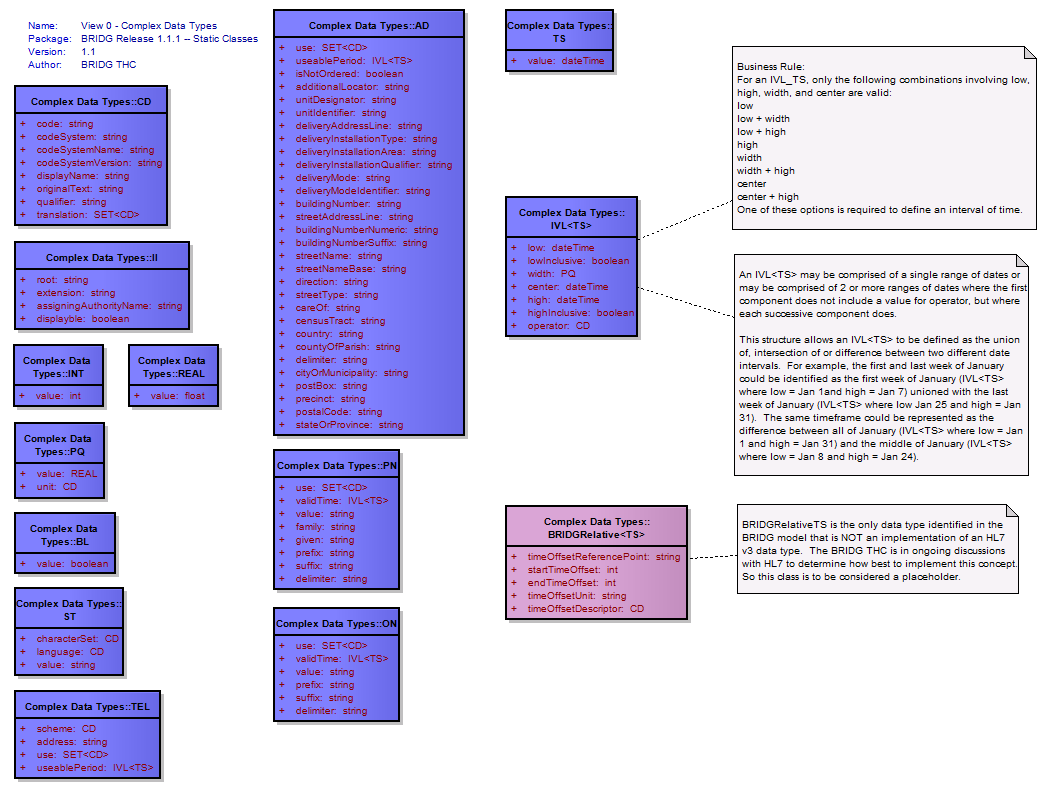 Name: View 0 - Complex Data Types
Package: BRIDG Release 1.1.1 -- Static Classes
Version: 1.1
Author: BRIDG THC
Complex Data Types::CD
+ code: string
+ codeSystem: string
+ codeSystemName: string
+ codeSystemVersion: string
+ displayName: string
+ originalText: string
+ qualifier: string
+ translation: SET<CD>
Complex Data Types::II
+ root: string
+ extension: string
+ assigningAuthorityName: string
+ displayble: boolean
Complex Data
Types::INT
+ value: int
Complex Data
Types::REAL
+ value: float
Complex Data
Types::PQ
+ value: REAL
+ unit: CD
Complex Data
Types::BL
+ value: boolean
Complex Data Types::
ST
+ characterSet: CD
+ language: CD
+ value: string
Complex Data Types::TEL
+ scheme: CD
+ address: string
+ use: SET<CD>
+ useablePeriod: IVL<TS>
Complex Data Types::AD
+ use: SET<CD>
+ useablePeriod: IVL<TS>
+ isNotOrdered: boolean
+ additionalLocator: string
+ unitDesignator: string
+ unitIdentifier: string
+ deliveryAddressLine: string
+ deliveryInstallationType: string
+ deliveryInstallationArea: string
+ deliveryInstallationQualifier: string
+ deliveryMode: string
+ deliveryModeIdentifier: string
+ buildingNumber: string
+ streetAddressLine: string
+ buildingNumberNumeric: string
+ buildingNumberSuffix: string
+ streetName: string
+ streetNameBase: string
+ direction: string
+ streetType: string
+ careOf: string
+ censusTract: string
+ country: string
+ countyOfParish: string
+ delimiter: string
+ cityOrMunicipality: string
+ postBox: string
+ precinct: string
+ postalCode: string
+ stateOrProvince: string
Complex Data Types::PN
+ use: SET<CD>
+ validTime: IVL<TS>
+ value: string
+ family: string
+ given: string
+ prefix: string
+ suffix: string
+ delimiter: string
Complex Data Types::ON
+ use: SET<CD>
+ validTime: IVL<TS>
+ value: string
+ prefix: string
+ suffix: string
+ delimiter: string
Complex Data Types::
TS
+ value: dateTime
Complex Data Types::
IVL<TS>
+ low: dateTime
+ lowInclusive: boolean
+ width: PQ
+ center: dateTime
+ high: dateTime
+ highInclusive: boolean
+ operator: CD
Complex Data Types::
BRIDGRelative<TS>
+ timeOffsetReferencePoint: string
+ startTimeOffset: int
+ endTimeOffset: int
+ timeOffsetUnit: string
+ timeOffsetDescriptor: CD
Business Rule:
For an IVL_TS, only the following combinations involving low,
high, width, and center are valid:
low
low + width
low + high
high
width
width + high
center
center + high
One of these options is required to define an interval of time.
An IVL<TS> may be comprised of a single range of dates or
may be comprised of 2 or more ranges of dates where the first
component does not include a value for operator, but where
each successive component does.
This structure allows an IVL<TS> to be defined as the union
of, intersection of or difference between two different date
intervals. For example, the first and last week of January
could be identified as the first week of January (IVL<TS>
where low = Jan 1and high = Jan 7) unioned with the last
week of January (IVL<TS> where low Jan 25 and high = Jan
31). The same timeframe could be represented as the
difference between all of January (IVL<TS> where low = Jan
1 and high = Jan 31) and the middle of January (IVL<TS>
where low = Jan 8 and high = Jan 24).
BRIDGRelativeTS is the only data type identified in the
BRIDG model that is NOT an implementation of an HL7
v3 data type. The BRIDG THC is in ongoing discussions
with HL7 to determine how best to implement this concept.
So this class is to be considered a placeholder.